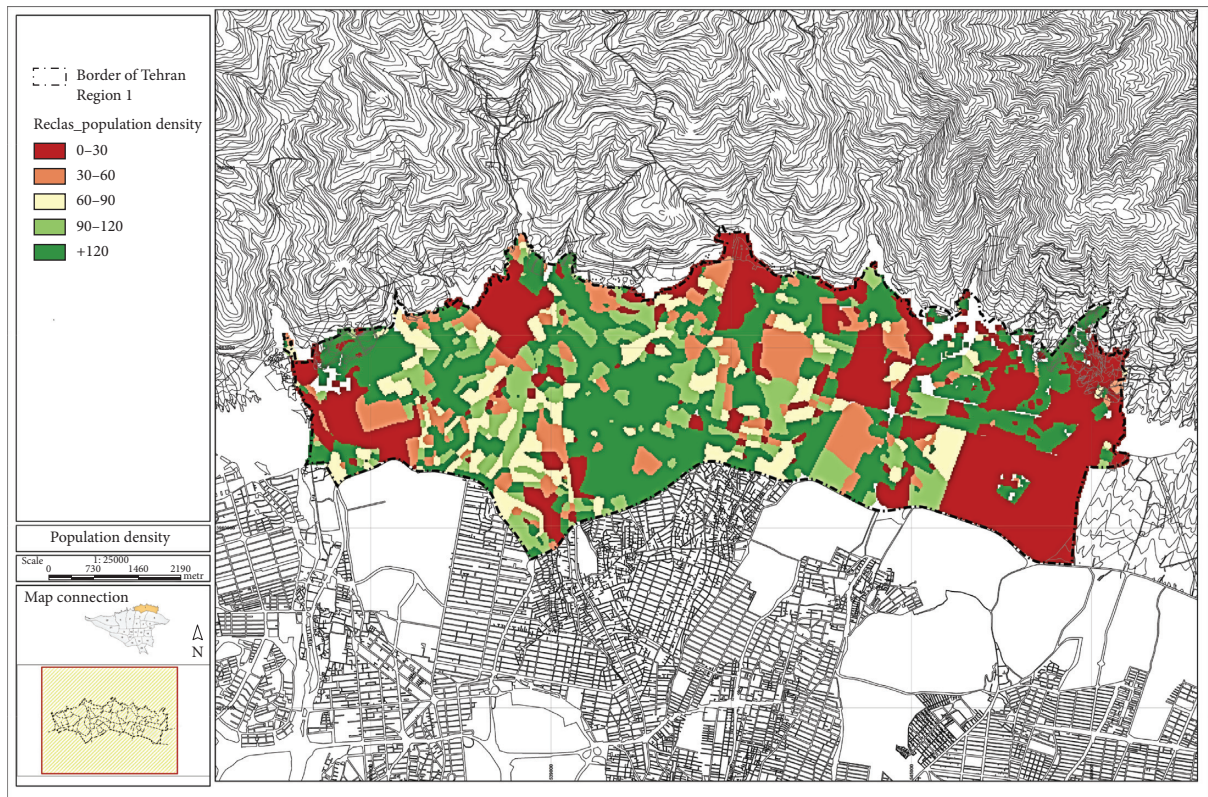 Border of Tehran
Region 1
Reclas_population density
0–30
30–60
60–90
90–120
+120
Population density
Scale
1: 25000
0 730 1460 2190
metr
Map connection
N